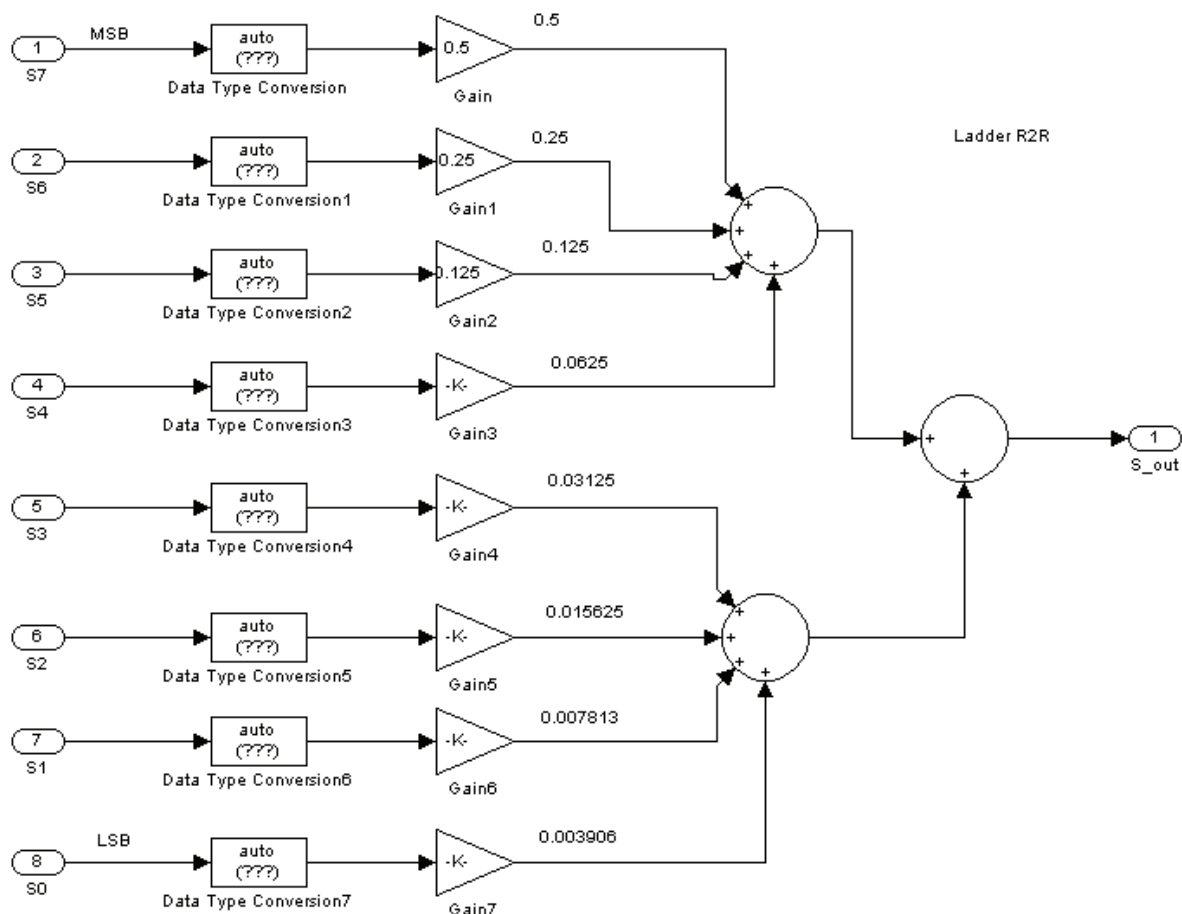 MSB
1
S7
auto
(???)
Data Type Conversion
0.5
Gain
0.5
2
S6
auto
(???)
Data Type Conversion1
0.25
Gain1
0.25
Ladder R2R
3
S5
auto
(???)
Data Type Conversion2
0.125
Gain2
0.125
+
+
+
+
4
S4
auto
(???)
Data Type Conversion3
-K-
Gain3
0.0625
5
S3
auto
(???)
Data Type Conversion4
-K-
Gain4
0.03125
+
+
1
S_out
6
S2
auto
(???)
Data Type Conversion5
-K-
Gain5
0.015625
+
+
+
+
7
S1
auto
(???)
Data Type Conversion6
-K-
Gain6
0.007813
LSB
8
S0
auto
(???)
Data Type Conversion7
-K-
Gain7
0.003906